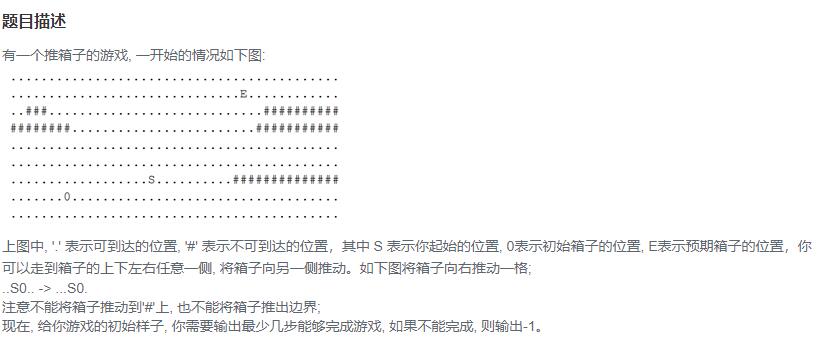 题目描述
有一个推箱子的游戏, 一开始的情况如下图:
...........................................
..............................E............
..###............................##########
########........................###########
...........................................
...........................................
..................S..........##############
.......0...................................
...........................................
上图中, '.' 表示可到达的位置, '#' 表示不可到达的位置，其中 S 表示你起始的位置, 0表示初始箱子的位置, E表示预期箱子的位置，你
可以走到箱子的上下左右任意一侧, 将箱子向另一侧推动。如下图将箱子向右推动一格;
..S0.. -> ...S0.
注意不能将箱子推动到'#'上, 也不能将箱子推出边界;
现在, 给你游戏的初始样子, 你需要输出最少几步能够完成游戏, 如果不能完成, 则输出-1。